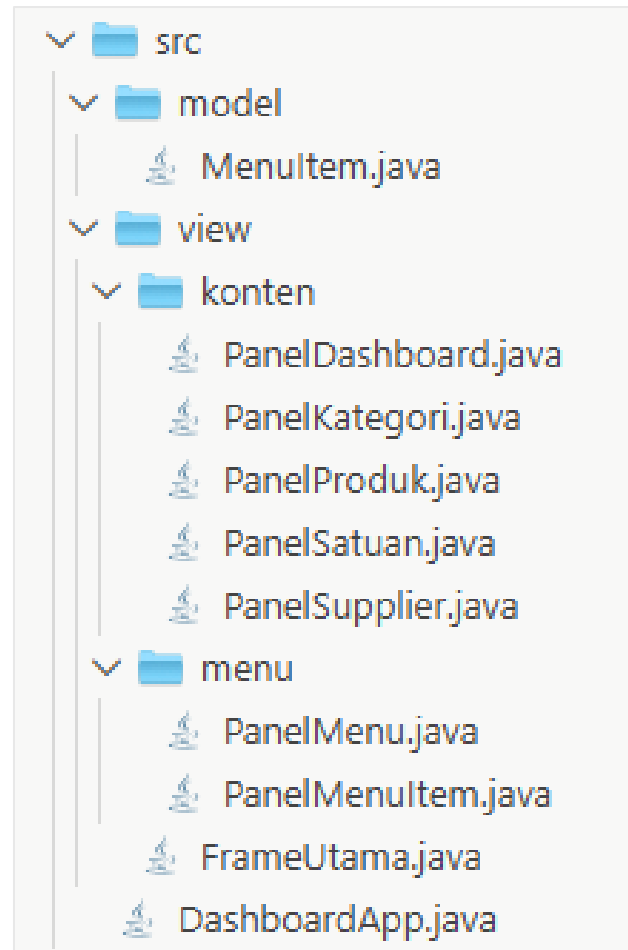 src
model
MenuItem.java
view
konten
PanelDashboard.java
PanelKategori.java
PanelProduk.java
PanelSatuan.java
PanelSupplier.java
menu
PanelMenu.java
PanelMenuItem.java
FrameUtama.java
DashboardApp.java